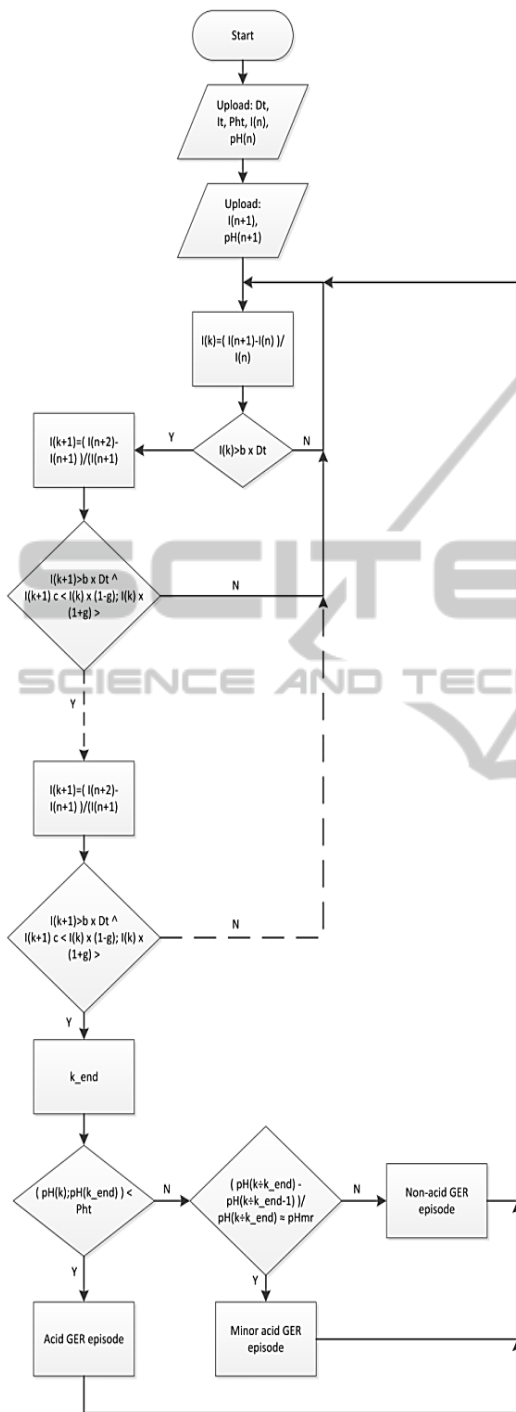 Start
Upload: Dt,
It, Pht, I(n),
pH(n)
Upload:
I(n+1),
pH(n+1)
I(k)=( I(n+1)-I(n) )/
I(n)
I(k)>b x Dt
Y
N
I(k+1)=( I(n+2)-
I(n+1) )/(I(n+1)
I(k+1)>b x Dt ^
I(k+1) c < I(k) x (1-g); I(k) x
(1+g) >
N
Y
SCITE
SCIENCE AND TECH
I(k+1)=( I(n+2)-
I(n+1) )/(I(n+1)
I(k+1)>b x Dt ^
I(k+1) c < I(k) x (1-g); I(k) x
(1+g) >
N
Y
k_end
( pH(k);pH(k_end) ) <
Pht
N
( pH(k÷k_end) -
pH(k÷k_end-1) )/
pH(k÷k_end) = pHmr
N
Non-acid GER
episode
Y
Y
Acid GER episode
Minor acid GER
episode